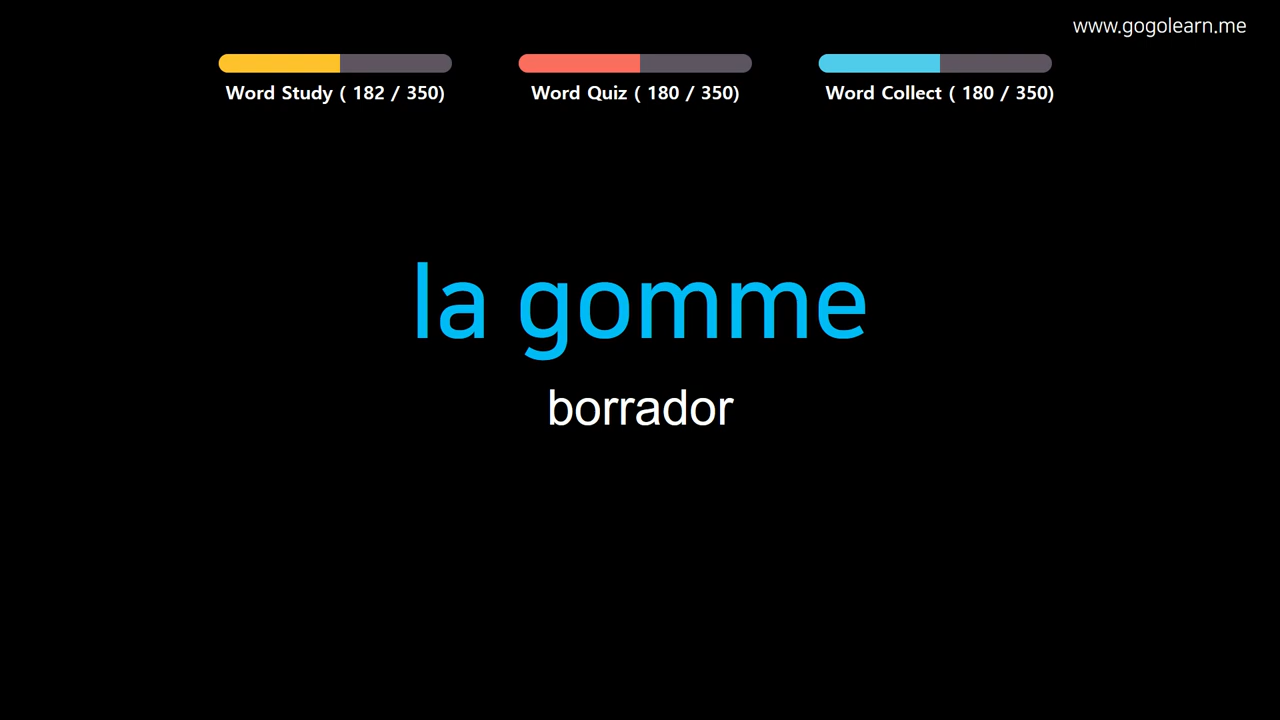 www.gogolearn.me
Word Study ( 182 / 350)
Word Quiz ( 180 / 350)
Word Collect ( 180 / 350)
la gomme
borrador